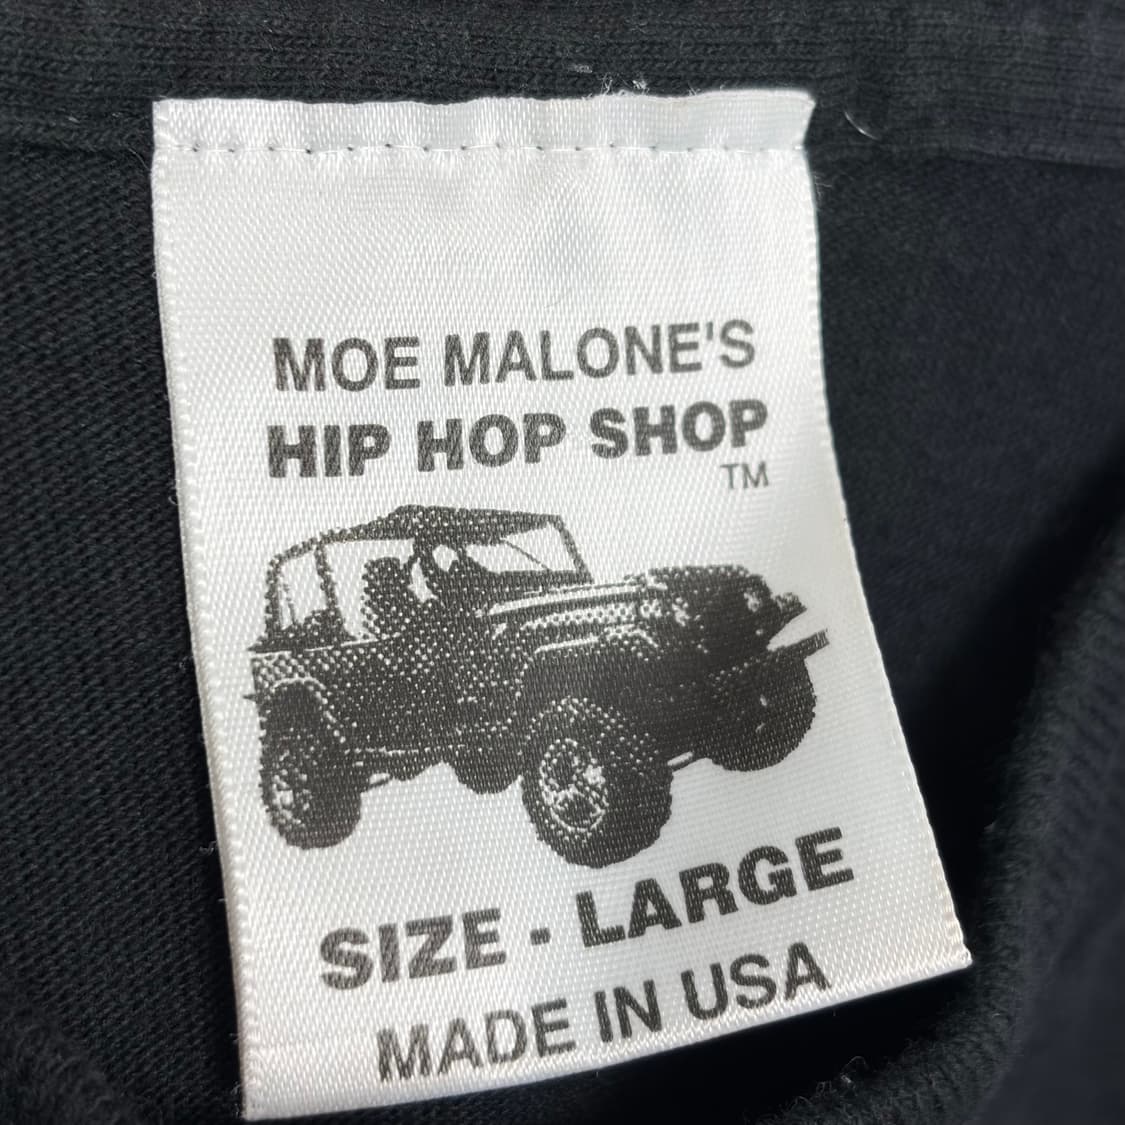 MOE MALONE'S
HIP HOP SHOP
TM
SIZE - LARGE
MADE IN USA